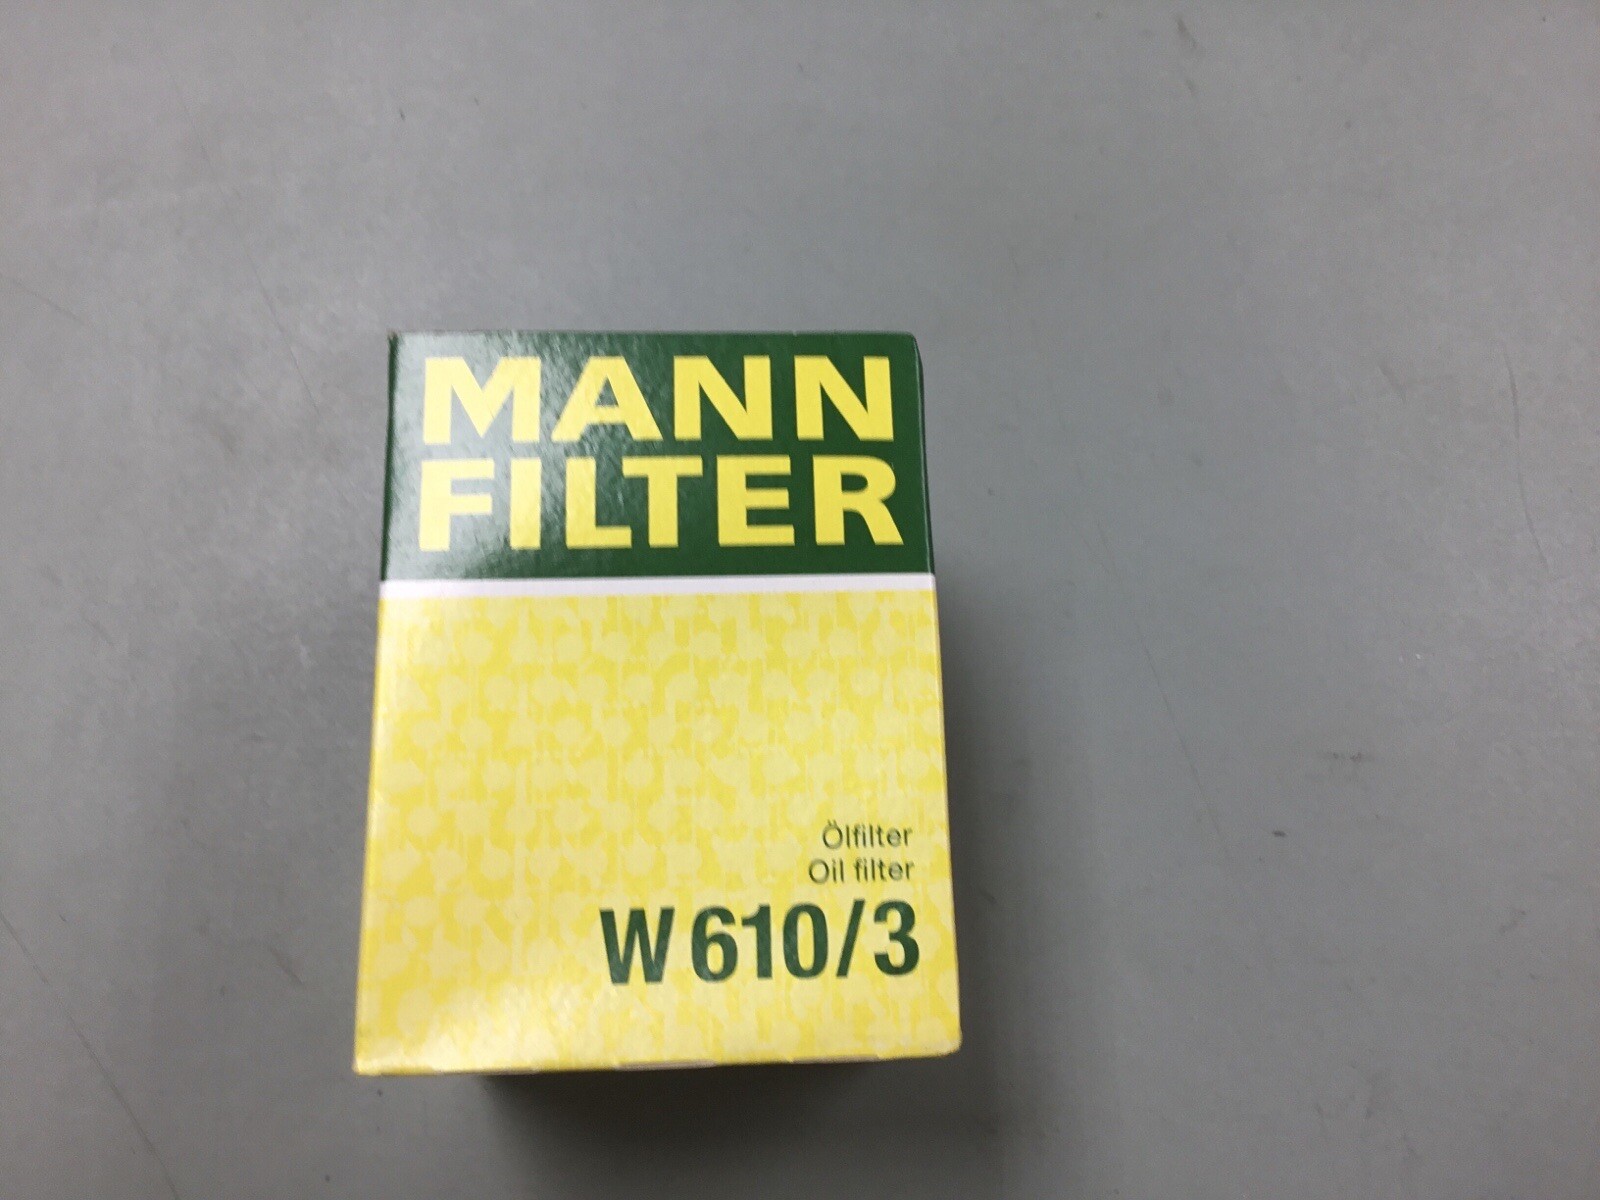 MANN
FILTER
Ölfilter
Oil filter
W 610/3